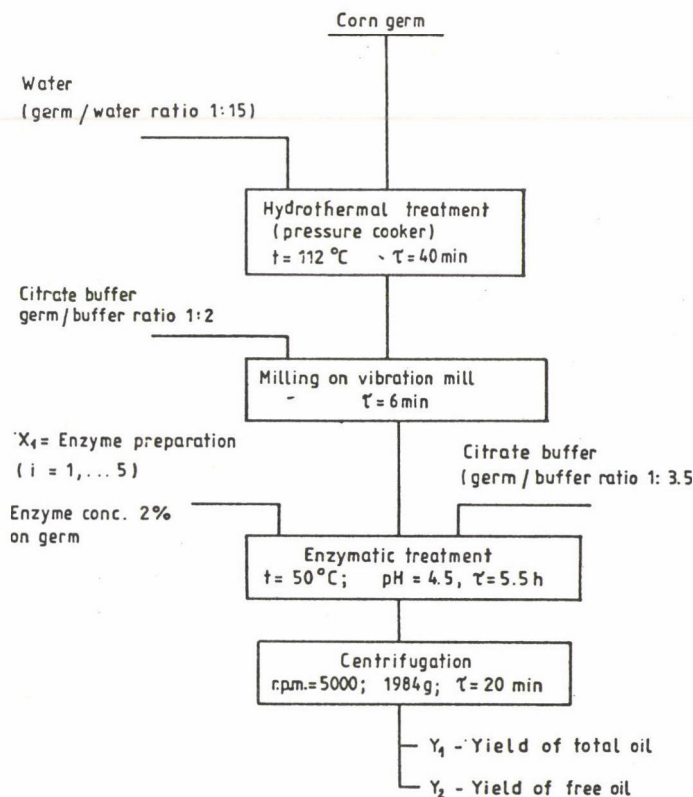 Corn germ
Water
(germ / water ratio 1:15)
Hydrothermal treatment
(pressure cooker)
t = 112 °C - τ = 40 min
Citrate buffer
germ / buffer ratio 1:2
Milling on vibration mill
- τ = 6 min
X1 = Enzyme preparation
( i = 1, ... 5 )
Citrate buffer
(germ / buffer ratio 1: 3.5
Enzyme conc. 2%
on germ
Enzymatic treatment
t = 50 °C; pH = 4.5, τ = 5.5 h
Centrifugation
r.p.m. = 5000; 1984 g; τ = 20 min
Y1 - Yield of total oil
Y2 - Yield of free oil